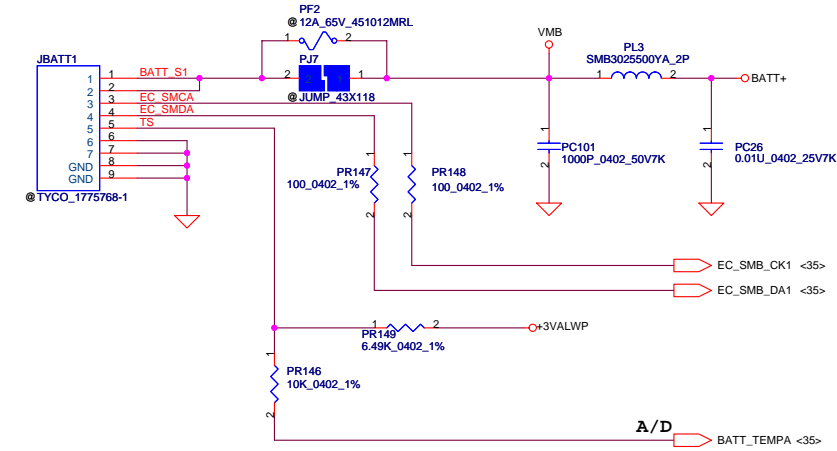 PF2
@ 12A_65V_451012MRL
1 2
VMB
JBATT1
PJ7
PL3
SMB3025500YA_2P
1 1 BATT_S1
2 2
2 2 1 1
1 2 BATT+
@ JUMP_43X118
3 3 EC_SMCA
4 4 EC_SMDA
5 5 TS
6 6
7 7
GND 8
GND 9
@ TYCO_1775768-1
1
2
PC101
1000P_0402_50V7K
1
2
PC26
0.01U_0402_25V7K
PR147
100_0402_1%
1
2
PR148
100_0402_1%
1
2
EC_SMB_CK1 <35>
EC_SMB_DA1 <35>
1 2 +3VALWP
PR149
6.49K_0402_1%
1
2
PR146
10K_0402_1%
A/D
BATT_TEMPA <35>